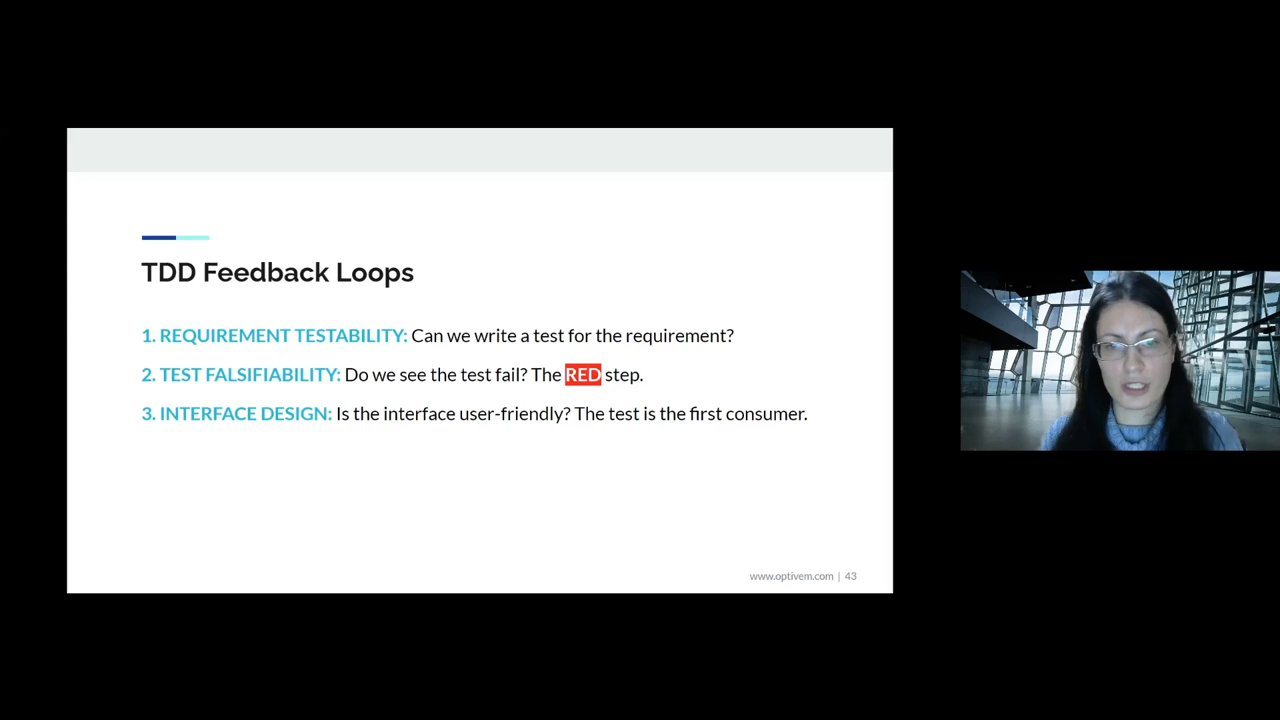 TDD Feedback Loops
1. REQUIREMENT TESTABILITY: Can we write a test for the requirement?
2. TEST FALSIFIABILITY: Do we see the test fail? The RED step.
3. INTERFACE DESIGN: Is the interface user-friendly? The test is the first consumer.
www.optivem.com | 43